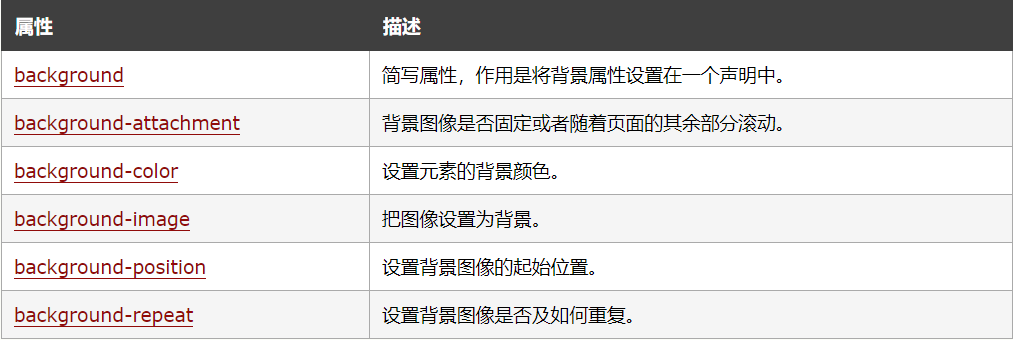 属性 描述
background 简写属性，作用是将背景属性设置在一个声明中。
background-attachment 背景图像是否固定或者随着页面的其余部分滚动。
background-color 设置元素的背景颜色。
background-image 把图像设置为背景。
background-position 设置背景图像的起始位置。
background-repeat 设置背景图像是否及如何重复。